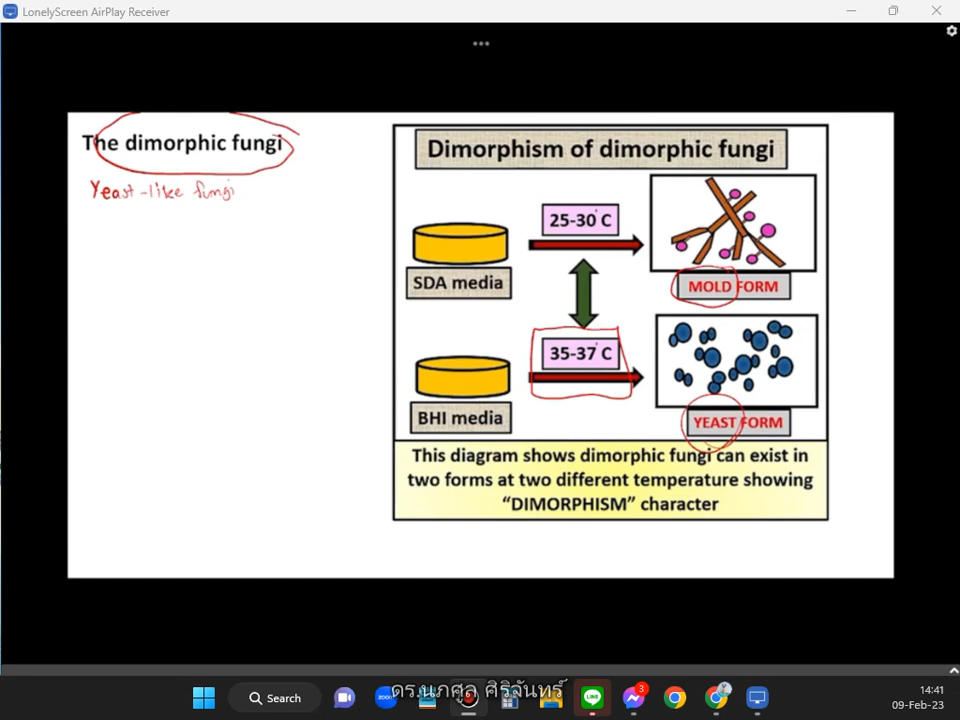 LonelyScreen AirPlay Receiver
The dimorphic fungi
Yeast-like fungi
Dimorphism of dimorphic fungi
25-30°C
SDA media
MOLD FORM
35-37°C
BHI media
YEAST FORM
This diagram shows dimorphic fungi can exist in
two forms at two different temperature showing
“DIMORPHISM” character
Search
zoom
ดร.นภศูล ศิริจันทร์
3
14:41
09-Feb-23